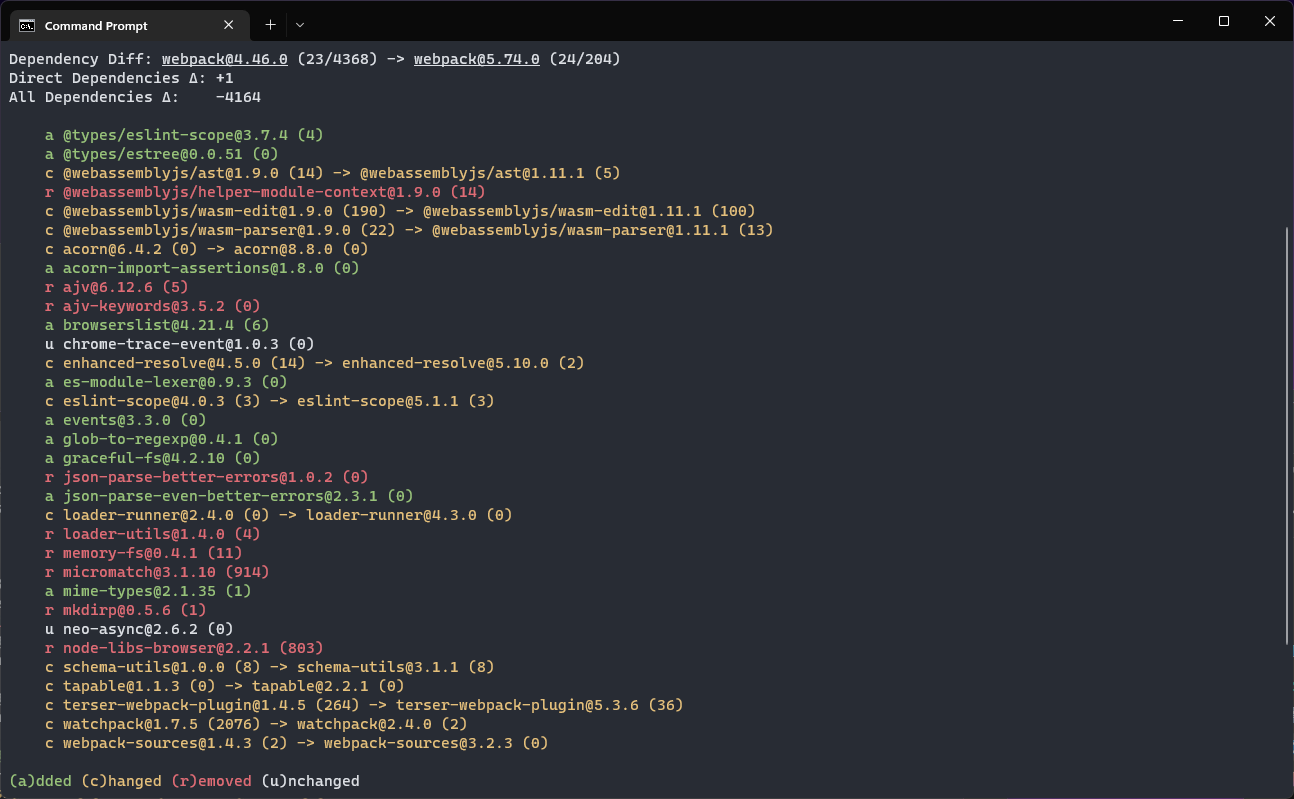 Command Prompt
Dependency Diff: webpack@4.46.0 (23/4368) -> webpack@5.74.0 (24/204)
Direct Dependencies Δ: +1
All Dependencies Δ: -4164
a @types/eslint-scope@3.7.4 (4)
a @types/estree@0.0.51 (0)
c @webassemblyjs/ast@1.9.0 (14) -> @webassemblyjs/ast@1.11.1 (5)
r @webassemblyjs/helper-module-context@1.9.0 (14)
c @webassemblyjs/wasm-edit@1.9.0 (190) -> @webassemblyjs/wasm-edit@1.11.1 (100)
c @webassemblyjs/wasm-parser@1.9.0 (22) -> @webassemblyjs/wasm-parser@1.11.1 (13)
c acorn@6.4.2 (0) -> acorn@8.8.0 (0)
a acorn-import-assertions@1.8.0 (0)
r ajv@6.12.6 (5)
r ajv-keywords@3.5.2 (0)
a browserslist@4.21.4 (6)
u chrome-trace-event@1.0.3 (0)
c enhanced-resolve@4.5.0 (14) -> enhanced-resolve@5.10.0 (2)
a es-module-lexer@0.9.3 (0)
c eslint-scope@4.0.3 (3) -> eslint-scope@5.1.1 (3)
a events@3.3.0 (0)
a glob-to-regexp@0.4.1 (0)
a graceful-fs@4.2.10 (0)
r json-parse-better-errors@1.0.2 (0)
a json-parse-even-better-errors@2.3.1 (0)
c loader-runner@2.4.0 (0) -> loader-runner@4.3.0 (0)
r loader-utils@1.4.0 (4)
r memory-fs@0.4.1 (11)
r micromatch@3.1.10 (914)
a mime-types@2.1.35 (1)
r mkdirp@0.5.6 (1)
u neo-async@2.6.2 (0)
r node-libs-browser@2.2.1 (803)
c schema-utils@1.0.0 (8) -> schema-utils@3.1.1 (8)
c tapable@1.1.3 (0) -> tapable@2.2.1 (0)
c terser-webpack-plugin@1.4.5 (264) -> terser-webpack-plugin@5.3.6 (36)
c watchpack@1.7.5 (2076) -> watchpack@2.4.0 (2)
c webpack-sources@1.4.3 (2) -> webpack-sources@3.2.3 (0)
(a)dded (c)hanged (r)emoved (u)nchanged